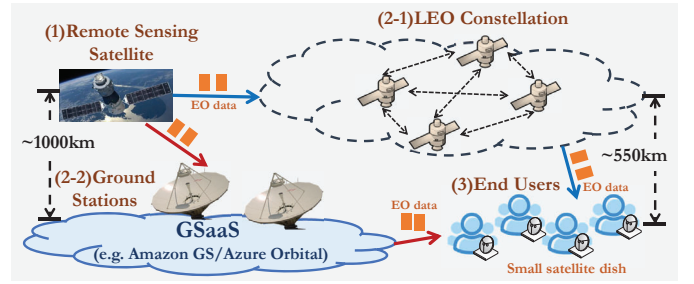 (1)Remote Sensing
Satellite
(2-1)LEO Constellation
EO data
~1000km
~550km
(2-2)Ground
Stations
EO data
(3)End Users
EO data
GSaaS
(e.g. Amazon GS/Azure Orbital)
Small satellite dish